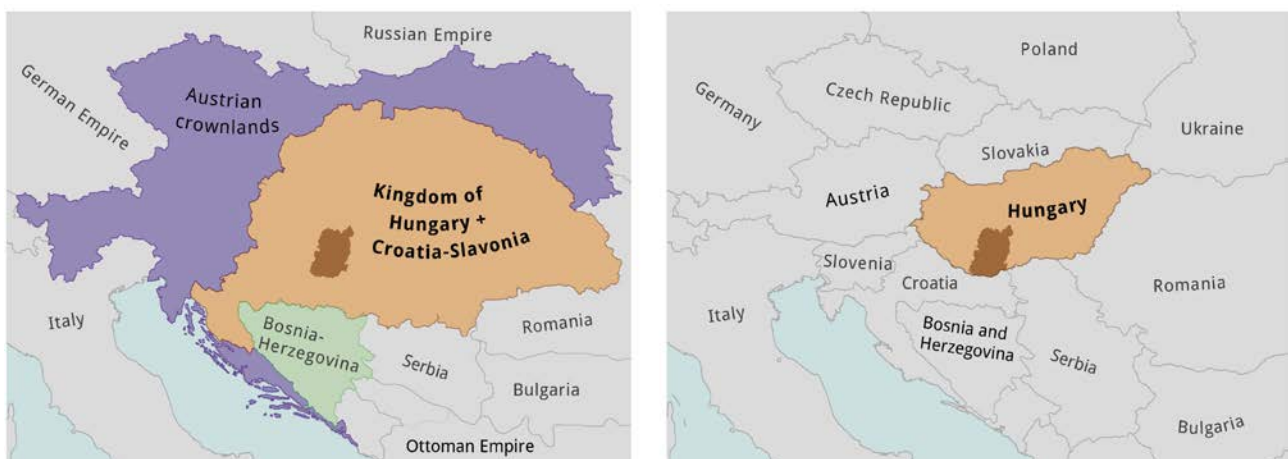 Russian Empire
German Empire
Austrian
crownlands
Kingdom of
Hungary +
Croatia-Slavonia
Italy
Bosnia-
Herzegovina
Serbia
Romania
Bulgaria
Ottoman Empire
Poland
Germany
Czech Republic
Ukraine
Slovakia
Austria
Hungary
Slovenia
Croatia
Romania
Italy
Bosnia and
Herzegovina
Serbia
Bulgaria